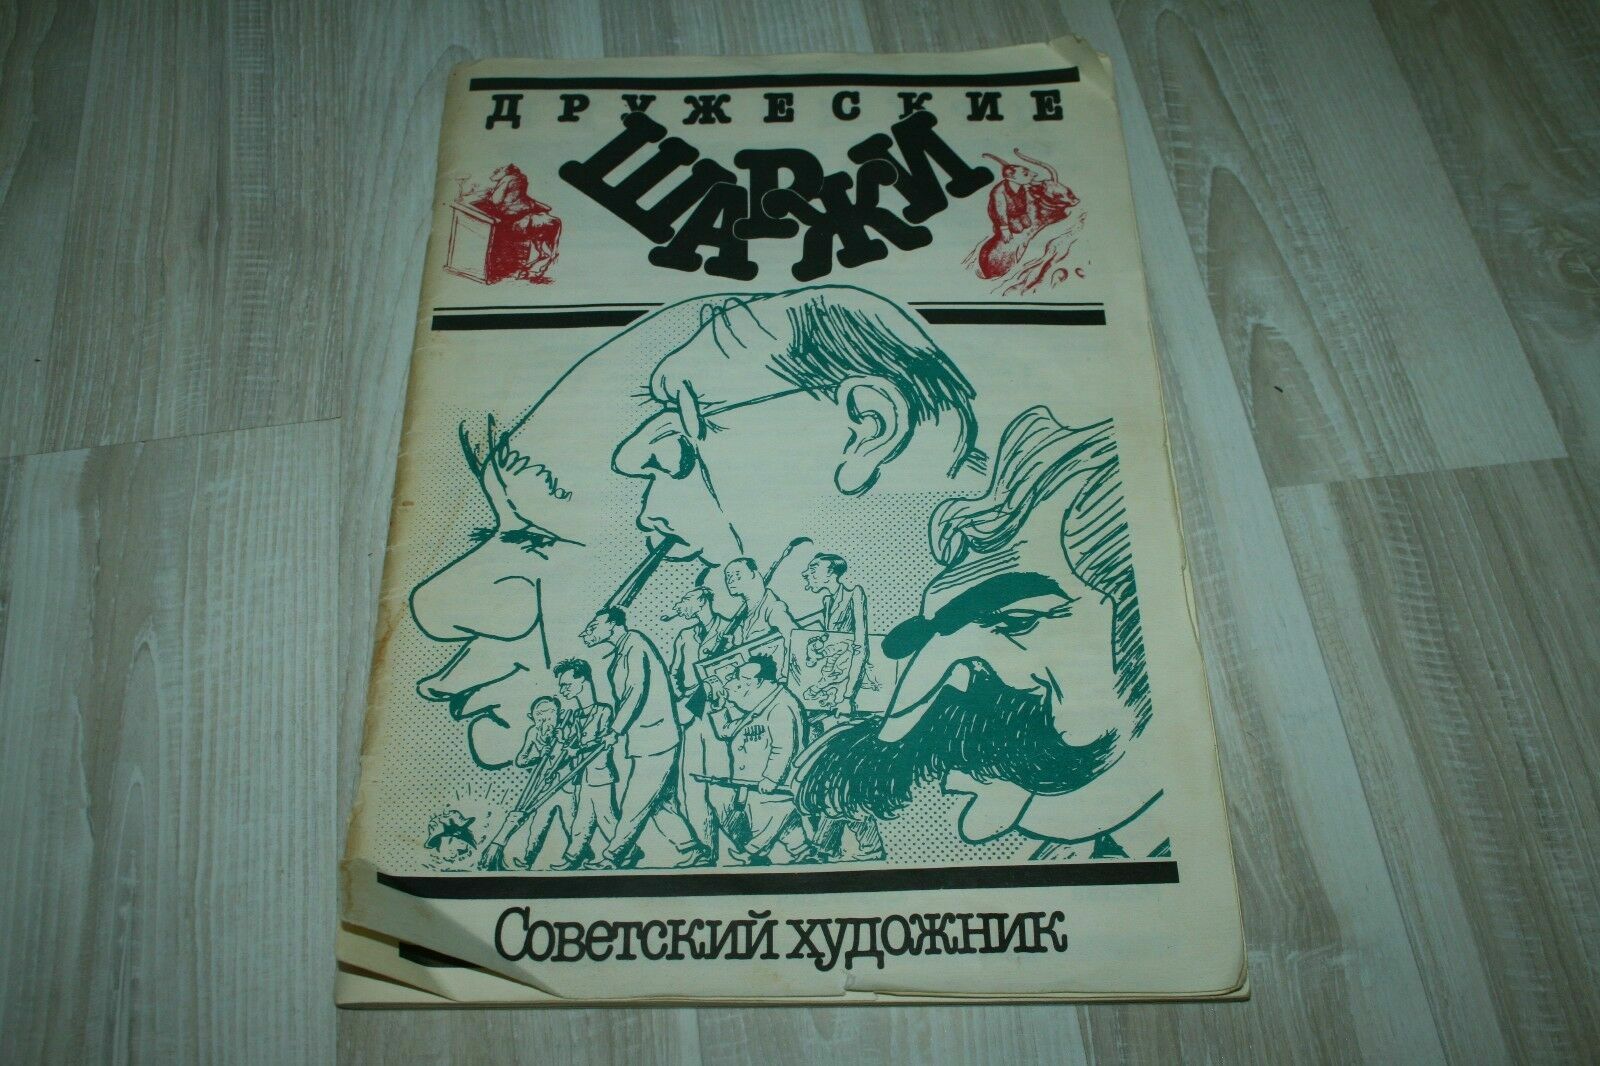 ДРУЖЕСКИЕ
ШАРЖИ
Советский художник